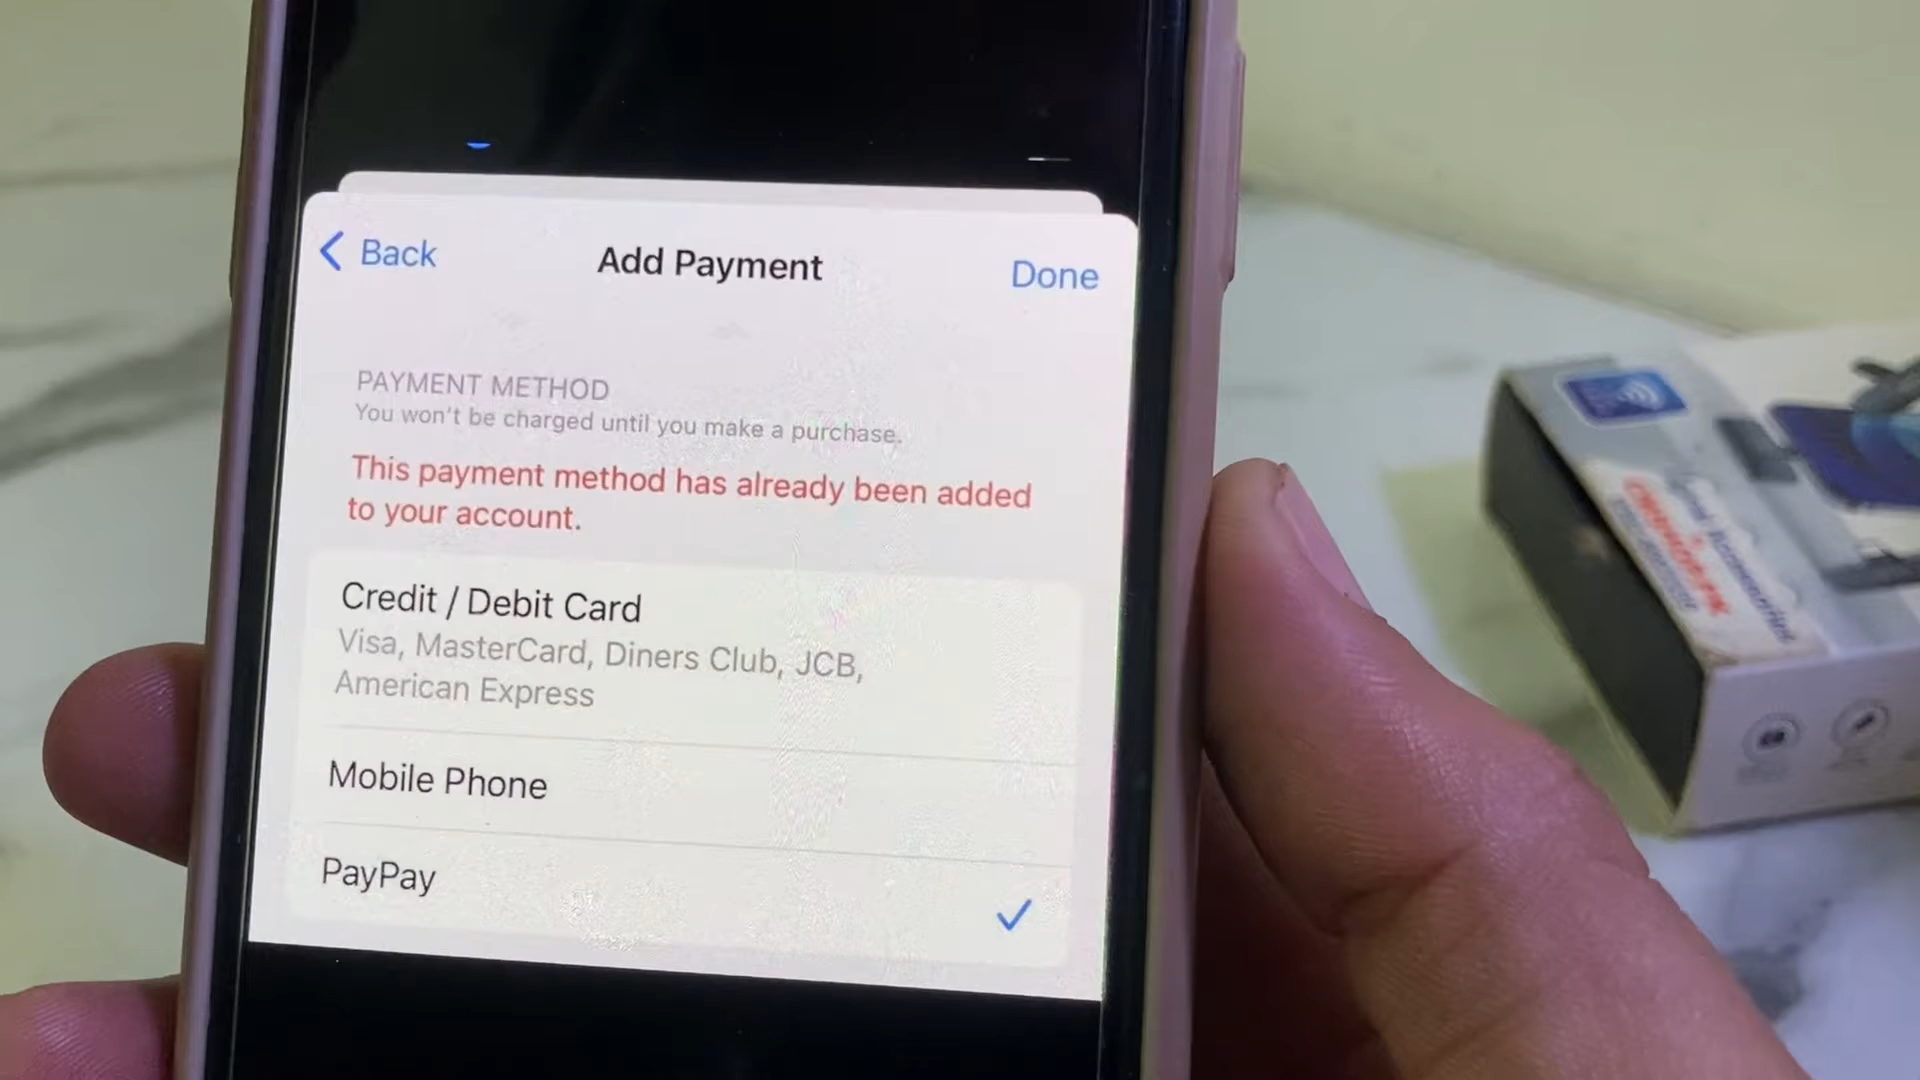 Back
Add Payment
Done
PAYMENT METHOD
You won't be charged until you make a purchase.
This payment method has already been added
to your account.
Credit / Debit Card
Visa, MasterCard, Diners Club, JCB,
American Express
Mobile Phone
PayPay